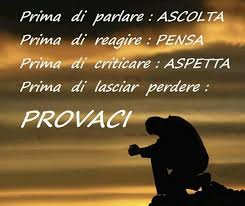 Prima di parlare : ASCOLTA
Prima di reagire : PENSA
Prima di criticare : ASPETTA
Prima di lasciar perdere :
PROVACI